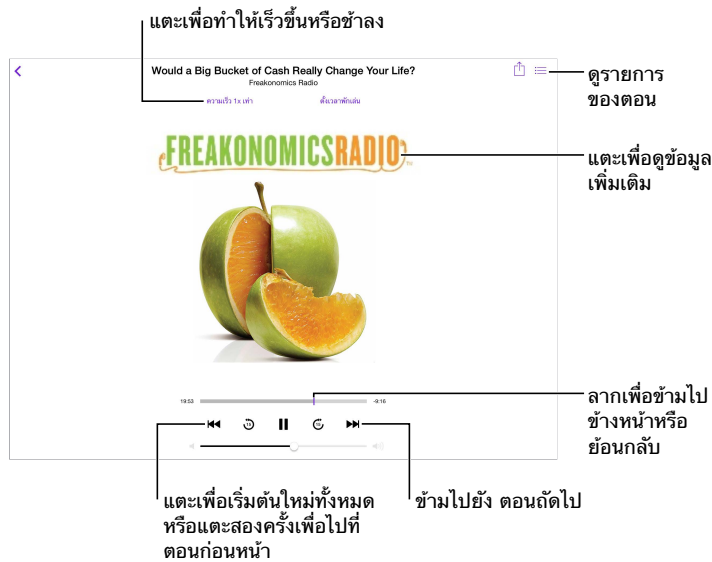 แตะเพื่อทำให้เร็วขึ้นหรือช้าลง
Would a Big Bucket of Cash Really Change Your Life?
Freakonomics Radio
ความเร็ว 1x เท่า
ตั้งเวลาพักเล่น
ดูรายการ
ของตอน
FREAKONOMICSRADIO
TM
แตะเพื่อดูข้อมูล
เพิ่มเติม
19:53
-9:16
ลากเพื่อข้ามไป
ข้างหน้าหรือ
ย้อนกลับ
15
15
แตะเพื่อเริ่มต้นใหม่ทั้งหมด
หรือแตะสองครั้งเพื่อไปที่
ตอนก่อนหน้า
ข้ามไปยัง ตอนถัดไป